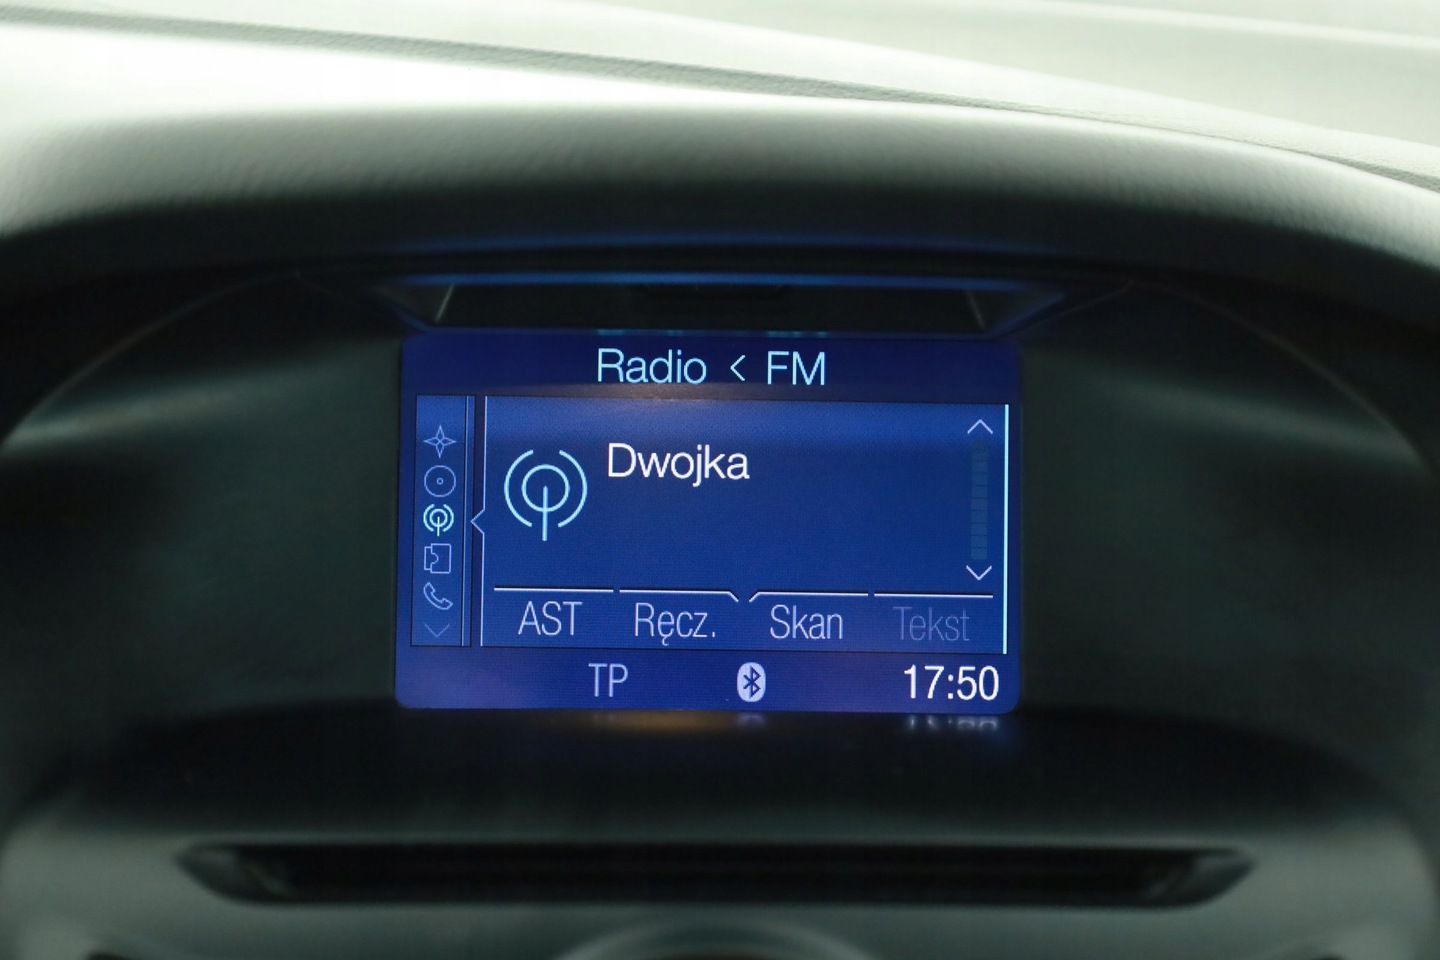 Radio < FM
Dwojka
AST Ręcz. Skan Tekst
TP 17:50